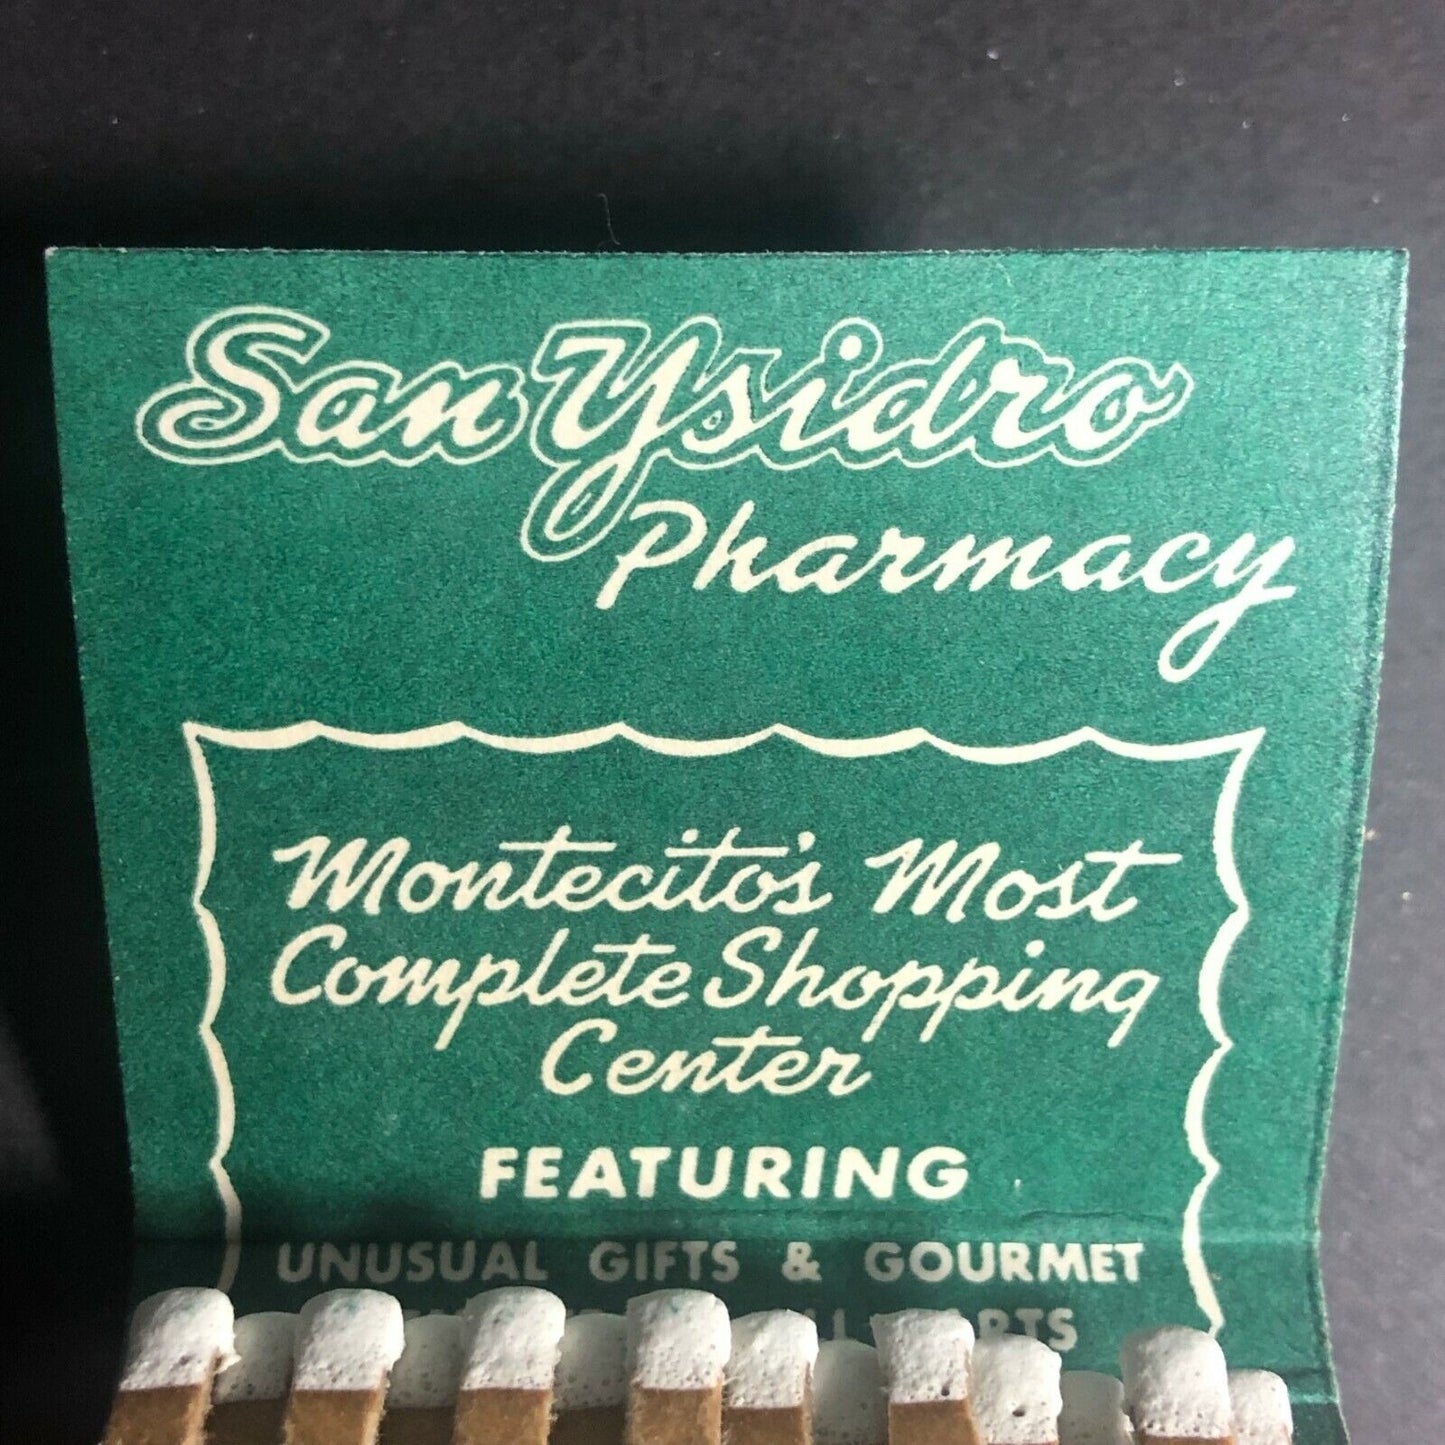 San Ysidro
Pharmacy
Montecito's Most
Complete Shopping
Center
FEATURING
UNUSUAL GIFTS & GOURMET